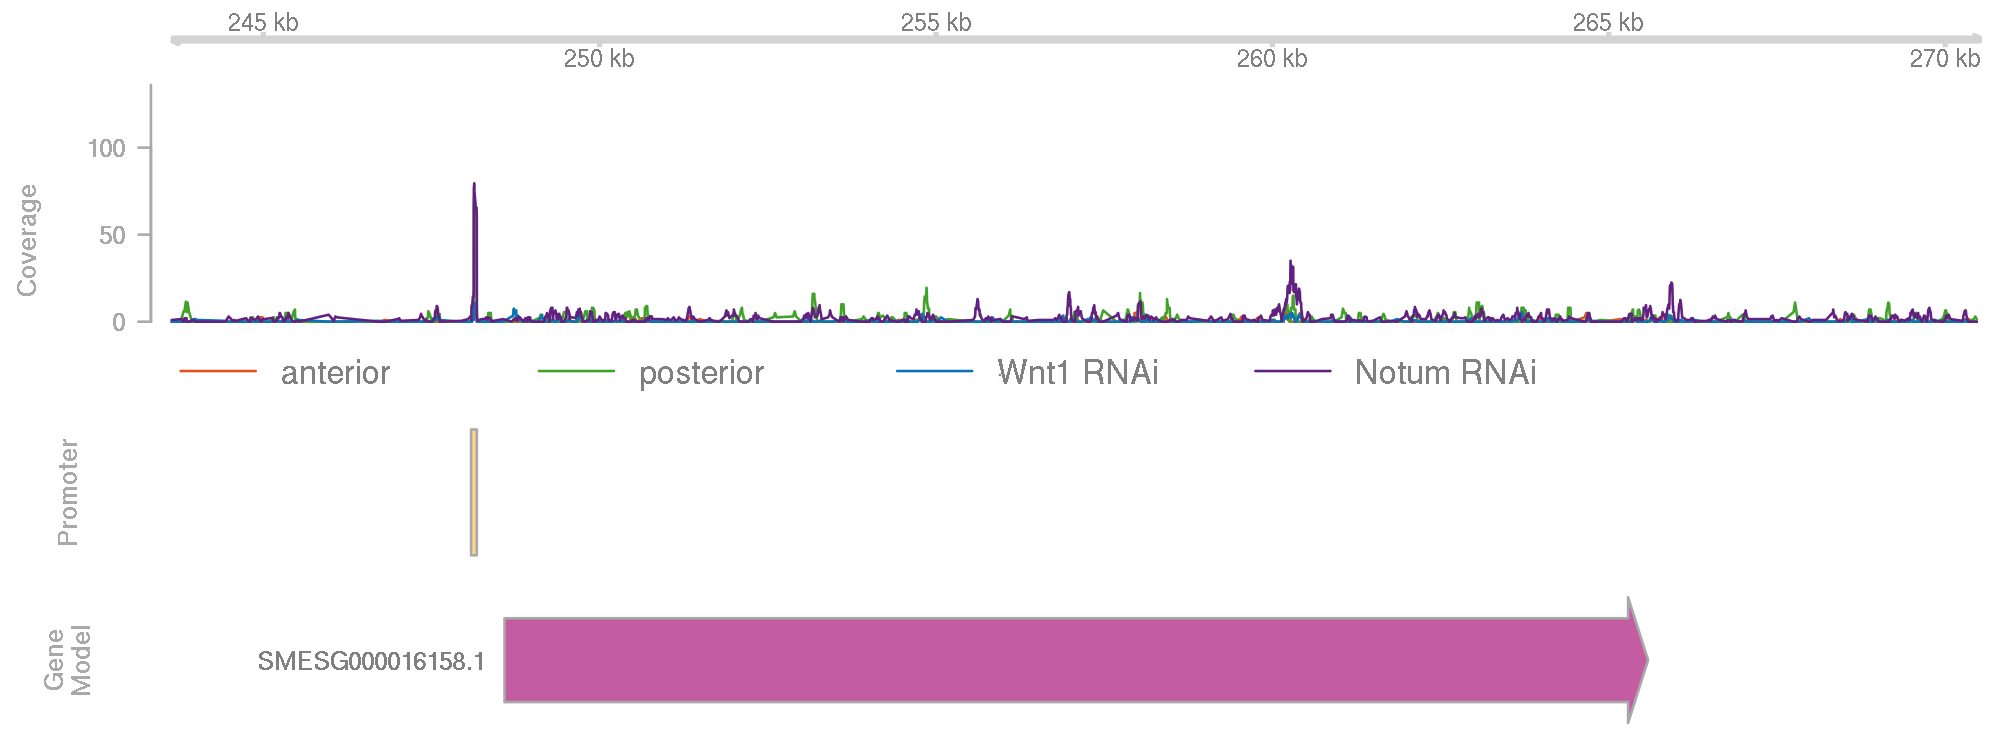 245 kb 255 kb 265 kb
250 kb 260 kb 270 kb
Coverage
100
50
0
anterior posterior Wnt1 RNAi Notum RNAi
Promoter
Gene
Model
SMESG000016158.1